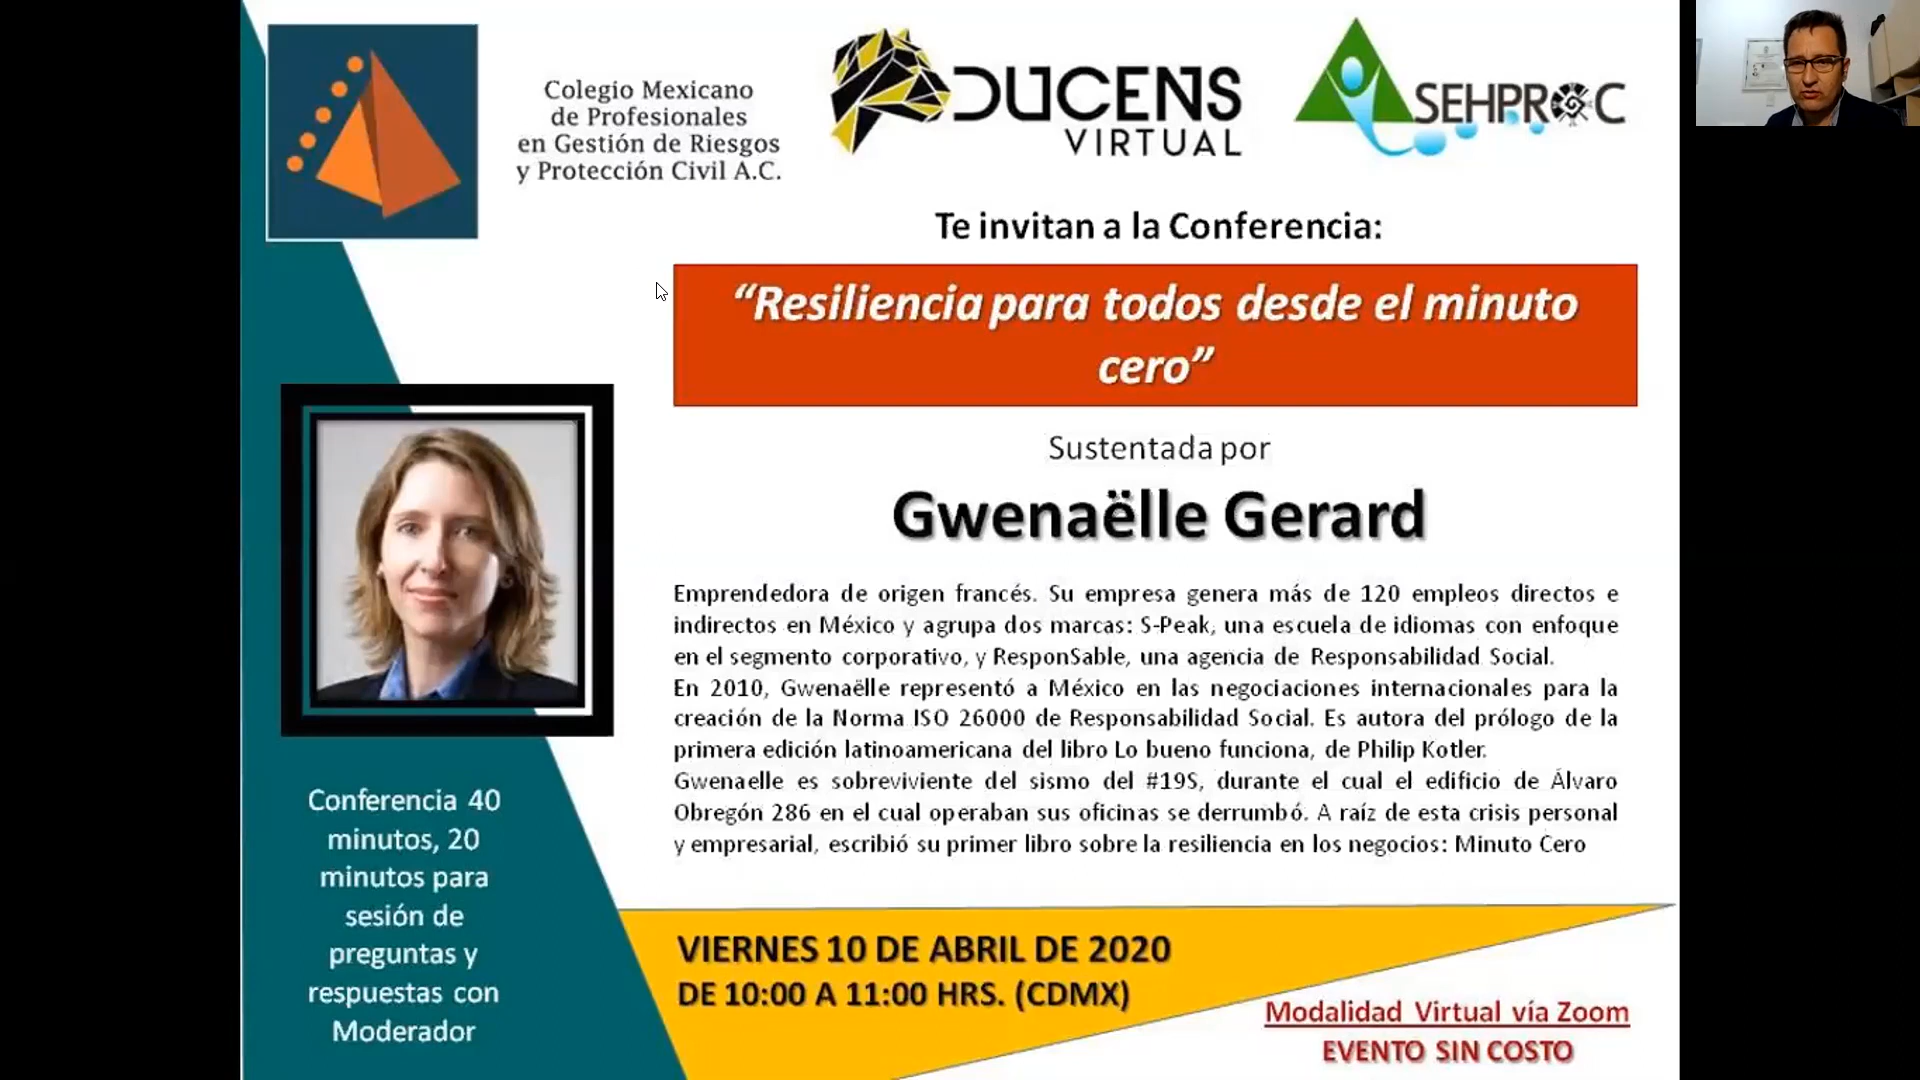 Colegio Mexicano
de Profesionales
en Gestión de Riesgos
y Protección Civil A.C.
DUCENS
VIRTUAL
ASEHPROC
Te invitan a la Conferencia:
“Resiliencia para todos desde el minuto
cero”
Sustentada por
Gwenaëlle Gerard
Emprendedora de origen francés. Su empresa genera más de 120 empleos directos e
indirectos en México y agrupa dos marcas: S-Peak, una escuela de idiomas con enfoque
en el segmento corporativo, y ResponSable, una agencia de Responsabilidad Social.
En 2010, Gwenaëlle representó a México en las negociaciones internacionales para la
creación de la Norma ISO 26000 de Responsabilidad Social. Es autora del prólogo de la
primera edición latinoamericana del libro Lo bueno funciona, de Philip Kotler.
Gwenaelle es sobreviviente del sismo del #19S, durante el cual el edificio de Álvaro
Obregón 286 en el cual operaban sus oficinas se derrumbó. A raíz de esta crisis personal
y empresarial, escribió su primer libro sobre la resiliencia en los negocios: Minuto Cero
Conferencia 40
minutos, 20
minutos para
sesión de
preguntas y
respuestas con
Moderador
VIERNES 10 DE ABRIL DE 2020
DE 10:00 A 11:00 HRS. (CDMX)
Modalidad Virtual vía Zoom
EVENTO SIN COSTO